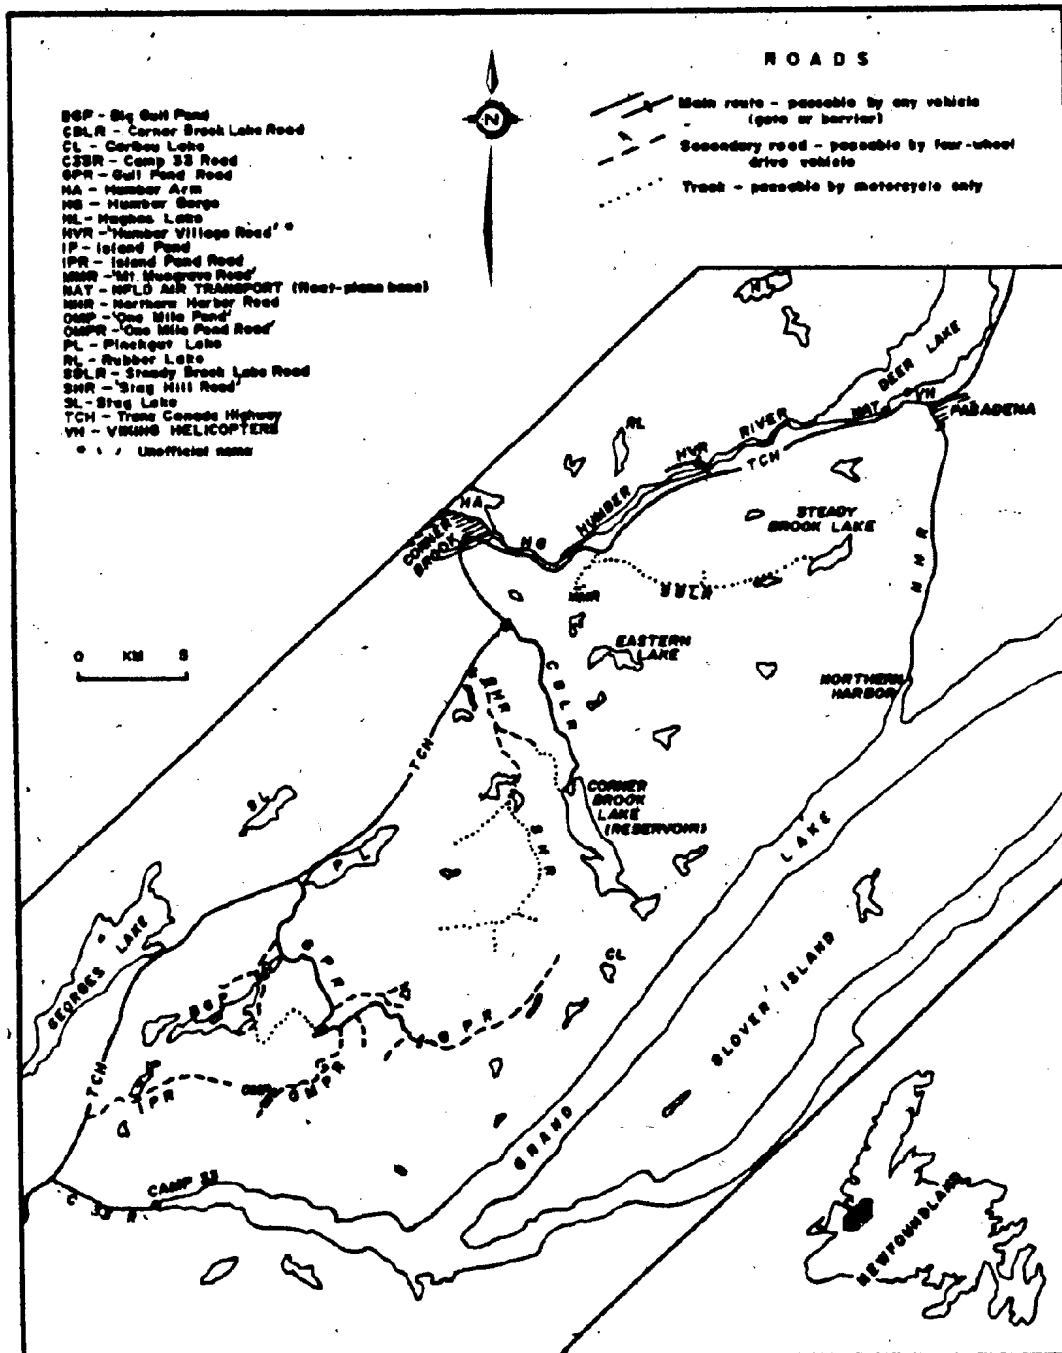 ROADS
Main route - passable by any vehicle
(gate or barrier)
Secondary road - passable by four-wheel
drive vehicle
Track - passable by motorcycle only
BGP - Big Gull Pond
CBLR - Corner Brook Lake Road
CL - Caribou Lake
C33R - Camp 33 Road
GPR - Gull Pond Road
HA - Humber Arm
HG - Humber Gorge
HL - Hughes Lake
HVR - 'Humber Village Road' *
IP - Island Pond
IPR - Island Pond Road
MMR - 'Mt. Musgrave Road'
NAT - NFLD AIR TRANSPORT (float-plane base)
NHR - Northern Harbor Road
OMP - 'One Mile Pond'
OMPR - 'One Mile Pond Road'
PL - Pinchgut Lake
RL - Rubber Lake
SBLR - Steady Brook Lake Road
SHR - 'Stag Hill Road'
SL - Stag Lake
TCH - Trans Canada Highway
VH - VIKING HELICOPTERS
* ' ' Unofficial name
N
HL
DEER LAKE
VH
NAT
PASADENA
RIVER
HVR
TCH
RL
HUMBER
HA
CORNER
BROOK
HG
STEADY
BROOK LAKE
NHR
MMR
EASTERN
LAKE
0 KM 5
CBLR
SHR
NORTHERN
HARBOR
TCH
CORNER
BROOK
LAKE
(RESERVOIR)
SL
SHR
LAKE
PL
GEORGES LAKE
GPR
CL
GLOVER ISLAND
BGP
GPR
TCH
IP
IPR
OMP
OMPR
GRAND
CAMP 33
C 33 R
NEWFOUNDLAND